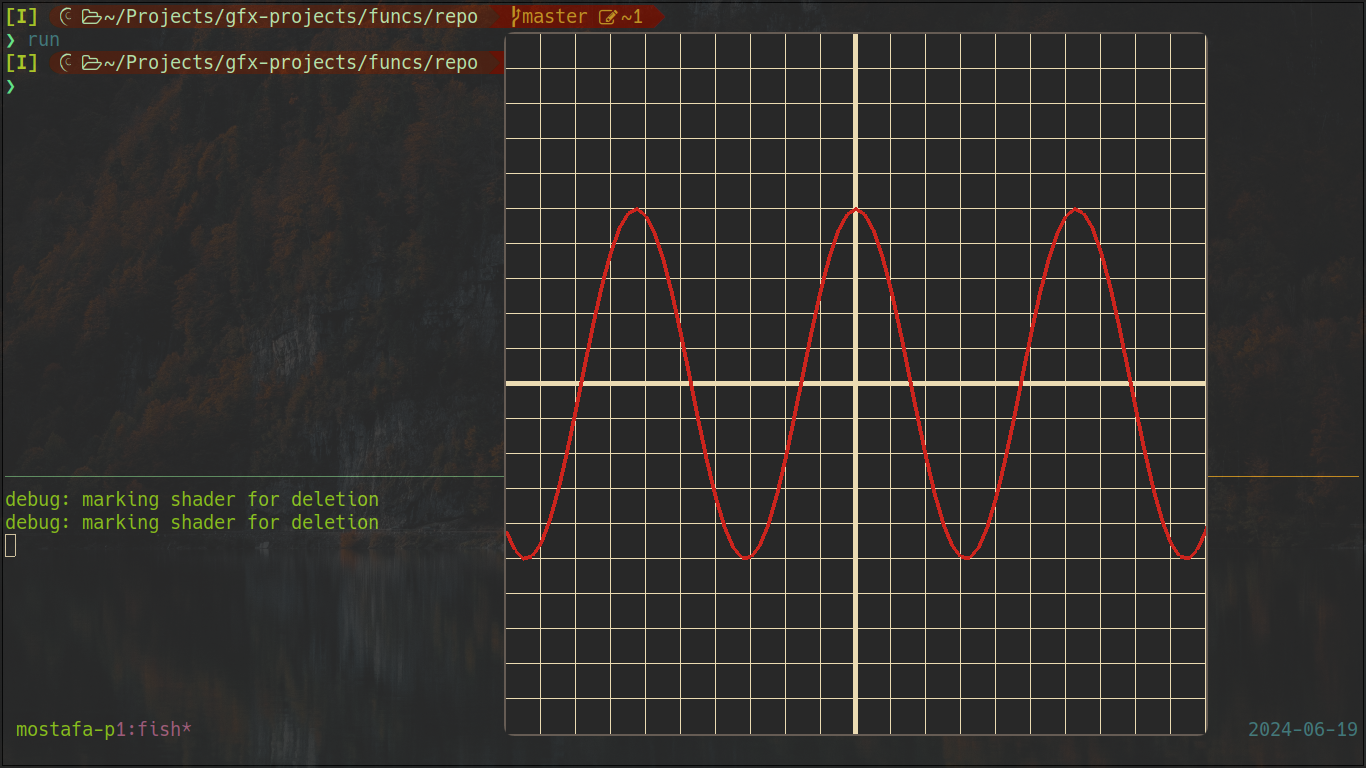 [I] ~/Projects/gfx-projects/funcs/repo master ~1
❯ run
[I] ~/Projects/gfx-projects/funcs/repo
❯
debug: marking shader for deletion
debug: marking shader for deletion
mostafa-p1:fish* 2024-06-19